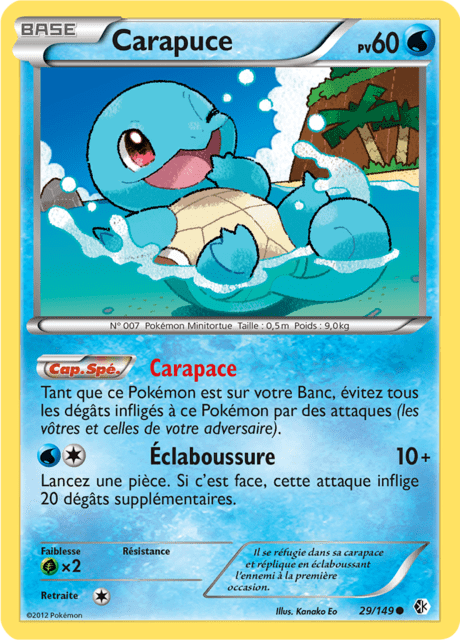 BASE
Carapuce
PV60
N° 007 Pokémon Minitortue Taille : 0,5m Poids : 9,0kg
Cap. Spé. Carapace
Tant que ce Pokémon est sur votre Banc, évitez tous
les dégâts infligés à ce Pokémon par des attaques (les
vôtres et celles de votre adversaire).
Éclaboussure 10+
Lancez une pièce. Si c'est face, cette attaque inflige
20 dégâts supplémentaires.
Faiblesse
×2
Résistance
Retraite
Il se réfugie dans sa carapace
et réplique en éclaboussant
l'ennemi à la première
occasion.
©2012 Pokémon
Illus. Kanako Eo
29/149